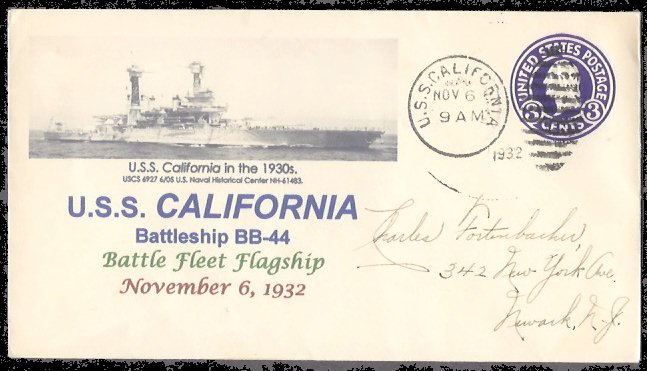 U.S.S. California in the 1930s.
USCS 6927 6/05 U.S. Naval Historical Center NH-61483.
U.S.S. CALIFORNIA
Battleship BB-44
Battle Fleet Flagship
November 6, 1932
U.S.S. CALIFORNIA
NOV 6
9 AM
1932
UNITED STATES POSTAGE
3 CENTS 3
Charles Fortenbacher,
342 New York Ave.
Newark, N.J.